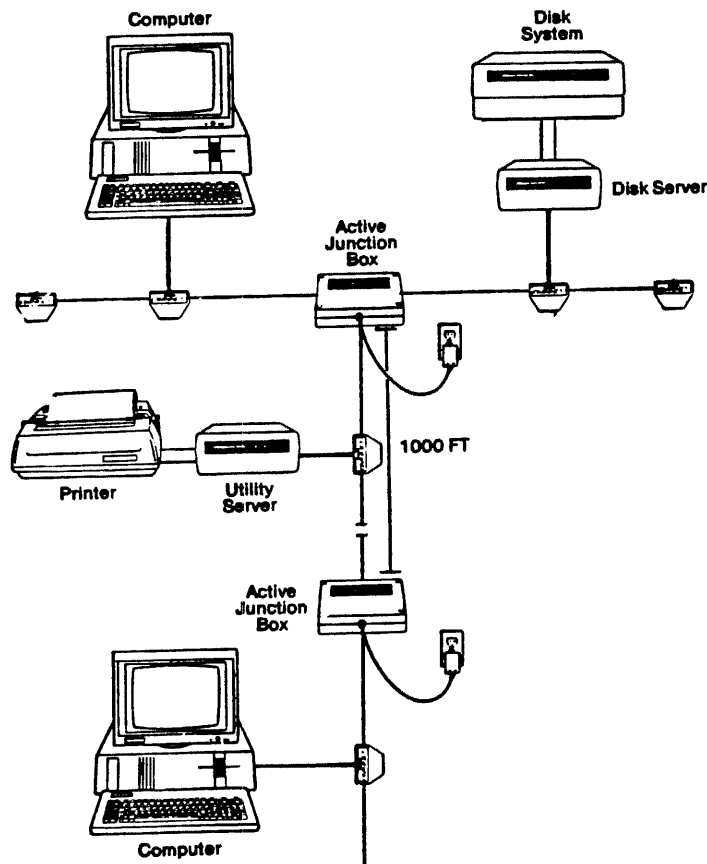 Computer
Disk
System
Disk Server
Active
Junction
Box
1000 FT
Printer
Utility
Server
Active
Junction
Box
Computer